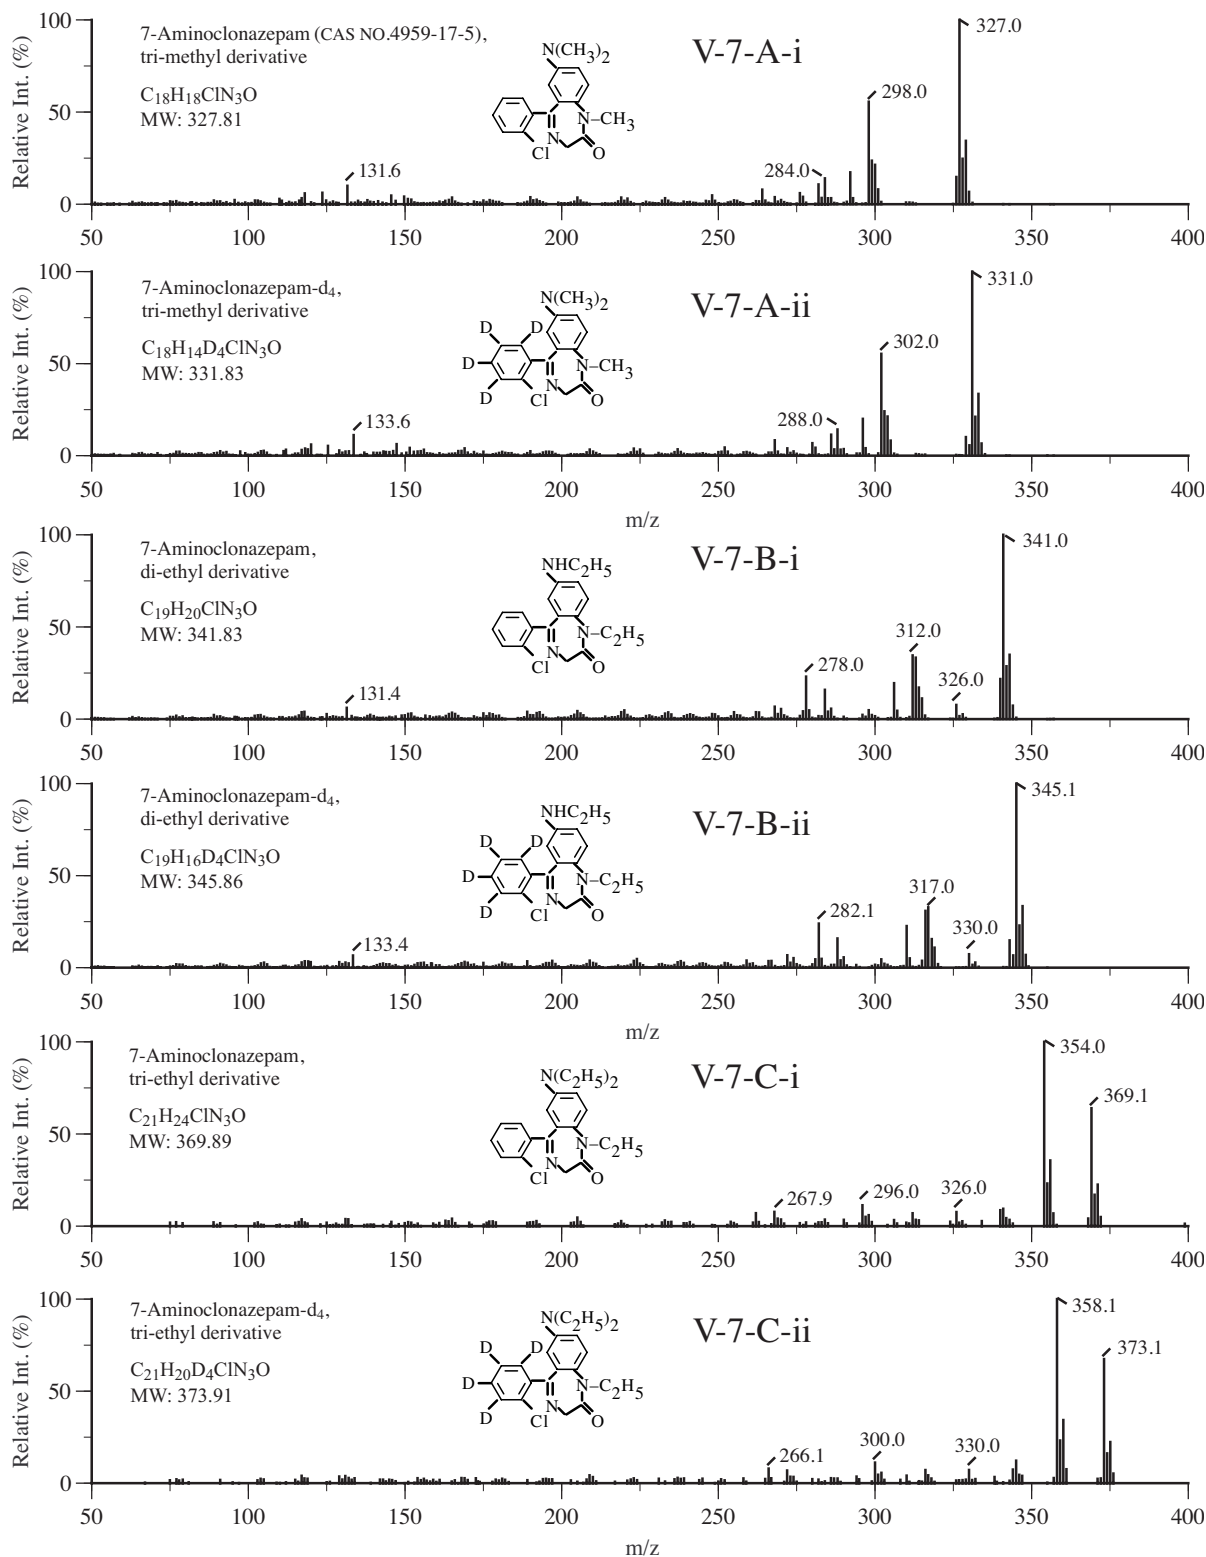 100
50
0
Relative Int. (%)
7-Aminoclonazepam (CAS NO.4959-17-5),
tri-methyl derivative
C18H18ClN3O
MW: 327.81
N(CH3)2
N–CH3
N
Cl
O
V-7-A-i
131.6
284.0
298.0
327.0
50 100 150 200 250 300 350 400
100
50
0
Relative Int. (%)
7-Aminoclonazepam-d4,
tri-methyl derivative
C18H14D4ClN3O
MW: 331.83
N(CH3)2
D
D
D
D
N–CH3
N
Cl
O
V-7-A-ii
133.6
288.0
302.0
331.0
50 100 150 200 250 300 350 400
m/z
100
50
0
Relative Int. (%)
7-Aminoclonazepam,
di-ethyl derivative
C19H20ClN3O
MW: 341.83
NHC2H5
N–C2H5
N
Cl
O
V-7-B-i
131.4
278.0
312.0
326.0
341.0
50 100 150 200 250 300 350 400
100
50
0
Relative Int. (%)
7-Aminoclonazepam-d4,
di-ethyl derivative
C19H16D4ClN3O
MW: 345.86
NHC2H5
D
D
D
D
N–C2H5
N
Cl
O
V-7-B-ii
133.4
282.1
317.0
330.0
345.1
50 100 150 200 250 300 350 400
m/z
100
50
0
Relative Int. (%)
7-Aminoclonazepam,
tri-ethyl derivative
C21H24ClN3O
MW: 369.89
N(C2H5)2
N–C2H5
N
Cl
O
V-7-C-i
267.9
296.0
326.0
354.0
369.1
50 100 150 200 250 300 350 400
100
50
0
Relative Int. (%)
7-Aminoclonazepam-d4,
tri-ethyl derivative
C21H20D4ClN3O
MW: 373.91
N(C2H5)2
D
D
D
D
N–C2H5
N
Cl
O
V-7-C-ii
266.1
300.0
330.0
358.1
373.1
50 100 150 200 250 300 350 400
m/z